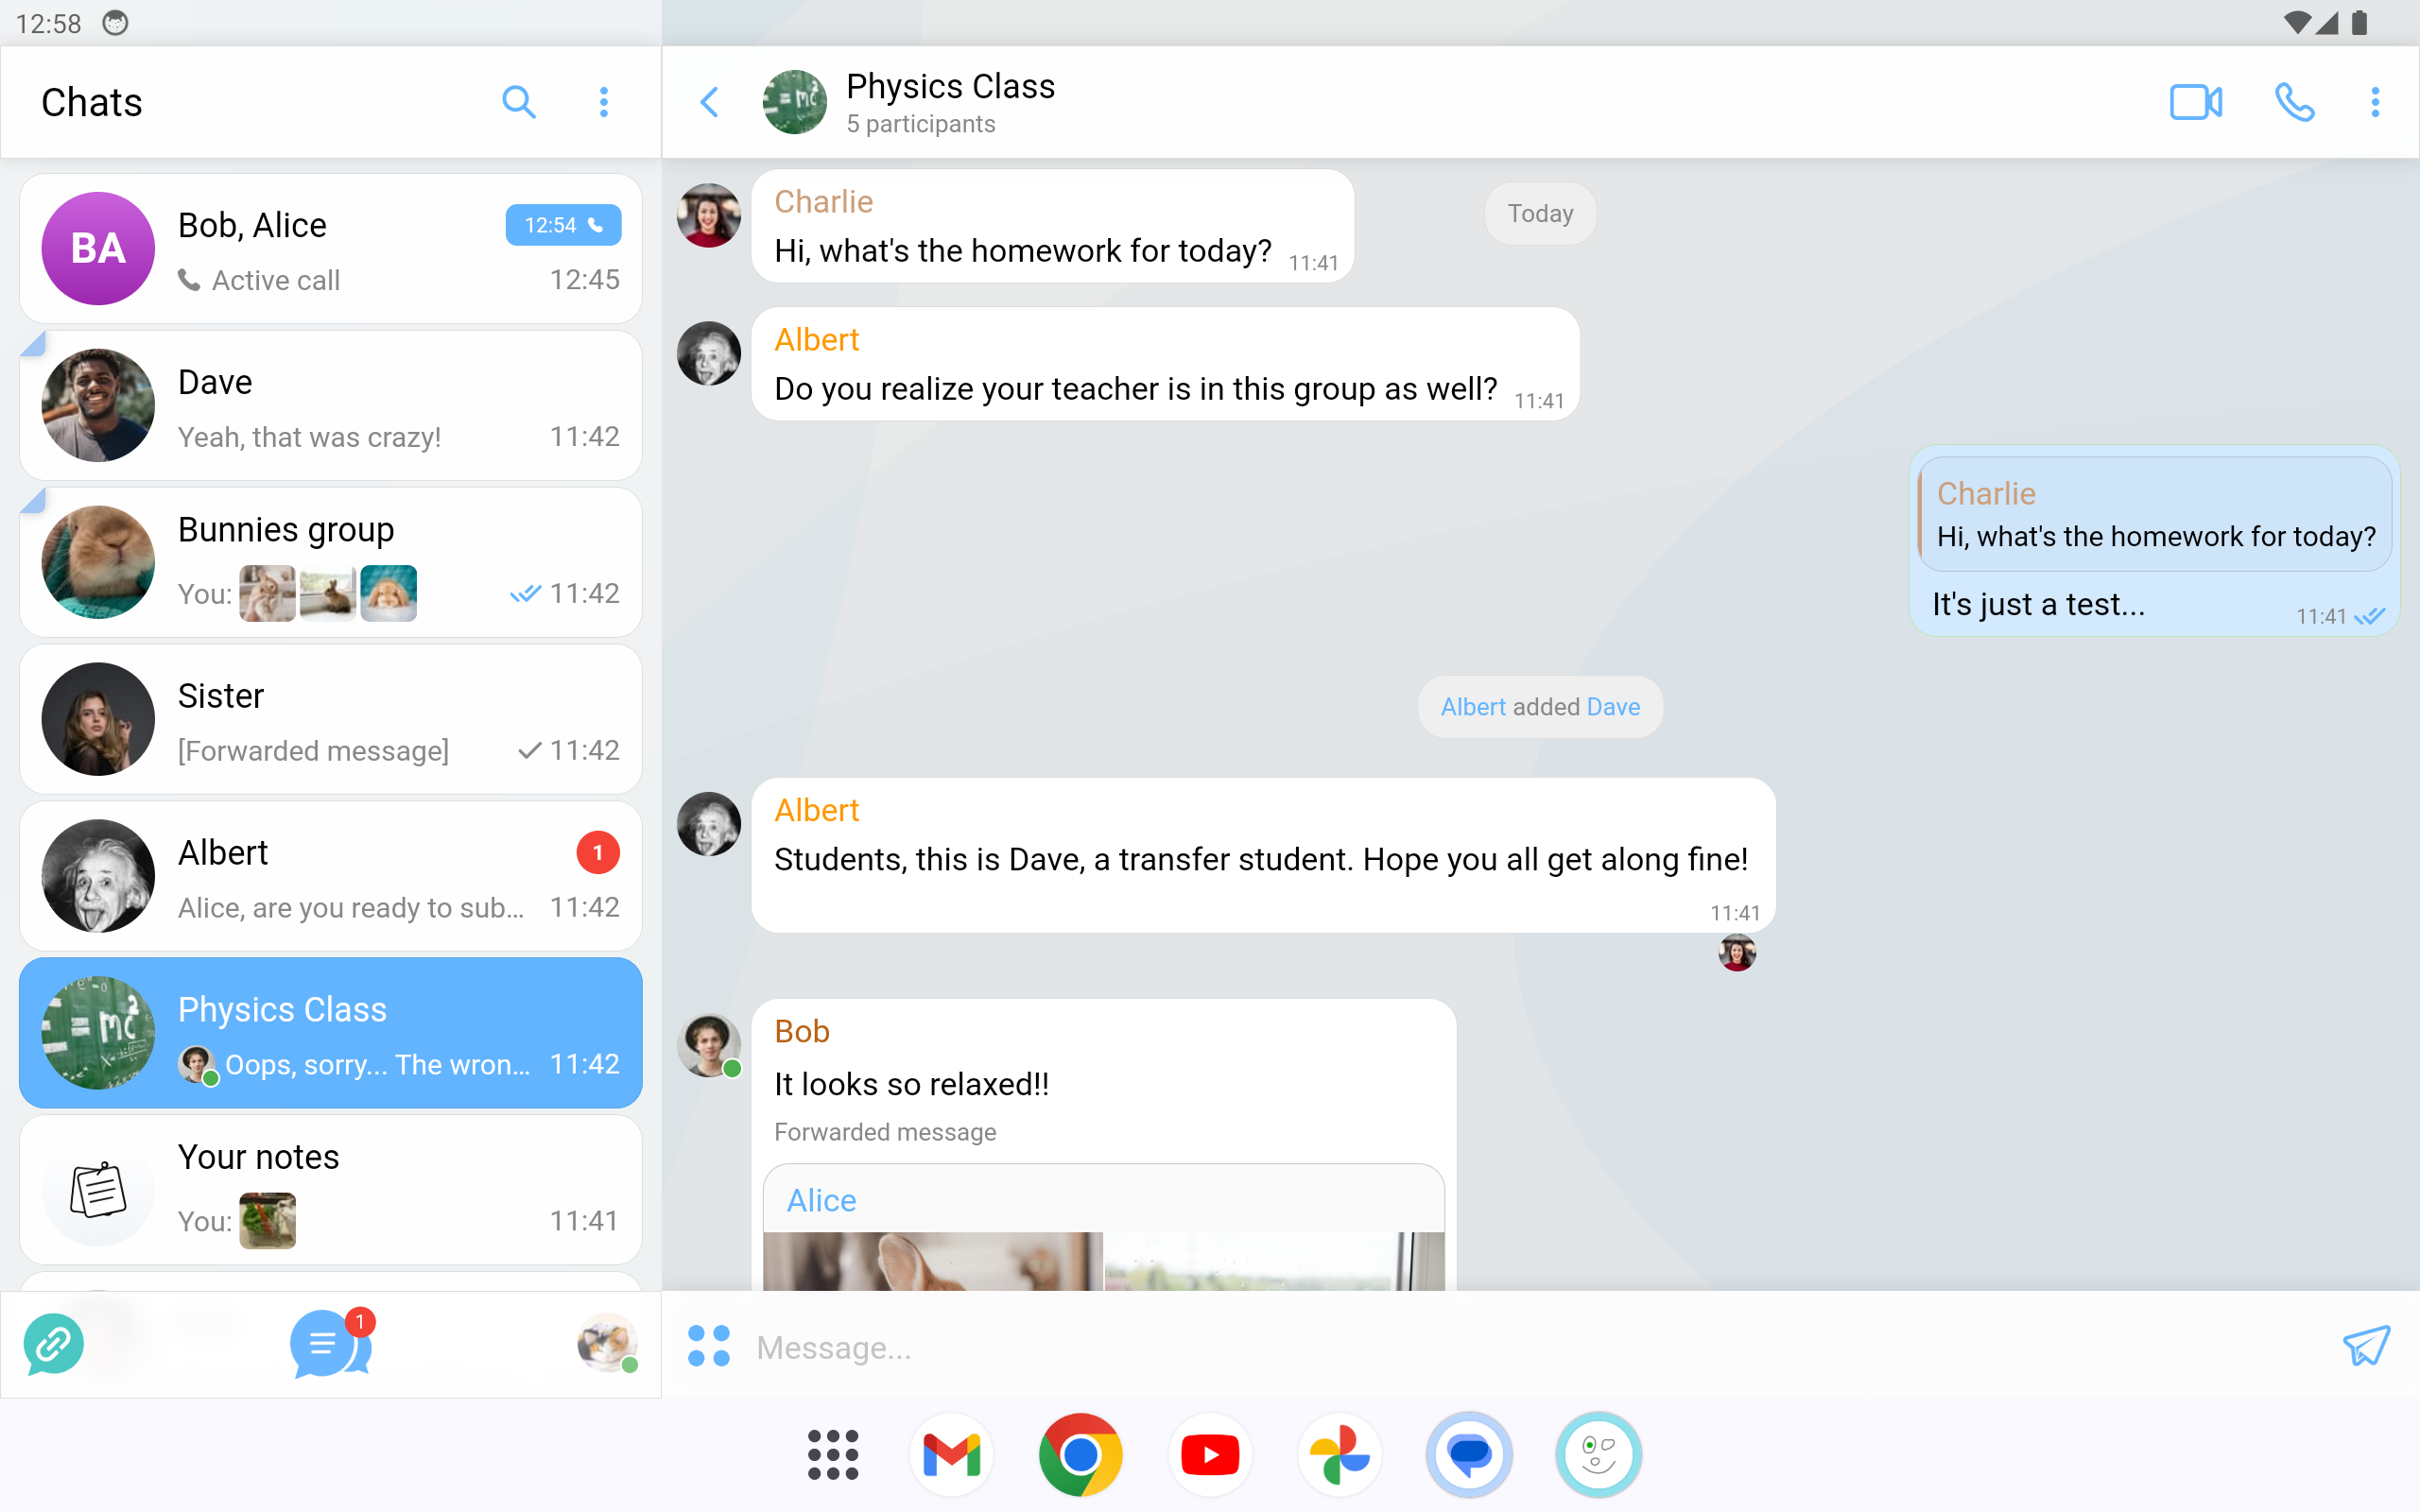 12:58
Chats
BA
Bob, Alice
12:54
Active call
12:45
Dave
Yeah, that was crazy!
11:42
Bunnies group
You:
11:42
Sister
[Forwarded message]
11:42
Albert
1
Alice, are you ready to sub...
11:42
= mc²
Physics Class
Oops, sorry... The wron...
11:42
Your notes
You:
11:41
1
= mc
Physics Class
5 participants
Today
Charlie
Hi, what's the homework for today?
11:41
Albert
Do you realize your teacher is in this group as well?
11:41
Charlie
Hi, what's the homework for today?
It's just a test...
11:41
Albert added Dave
Albert
Students, this is Dave, a transfer student. Hope you all get along fine!
11:41
Bob
It looks so relaxed!!
Forwarded message
Alice
Message...